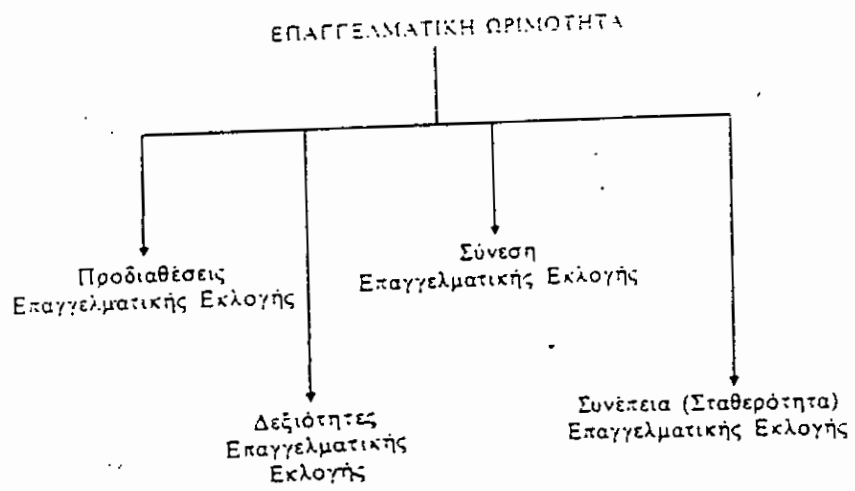 ΕΠΑΓΓΕΛΜΑΤΙΚΗ ΩΡΙΜΟΤΗΤΑ
Προδιαθέσεις
Επαγγελματικής Εκλογής
Σύνεση
Επαγγελματικής Εκλογής
Δεξιότητες
Επαγγελματικής
Εκλογής
Συνέπεια (Σταθερότητα)
Επαγγελματικής Εκλογής